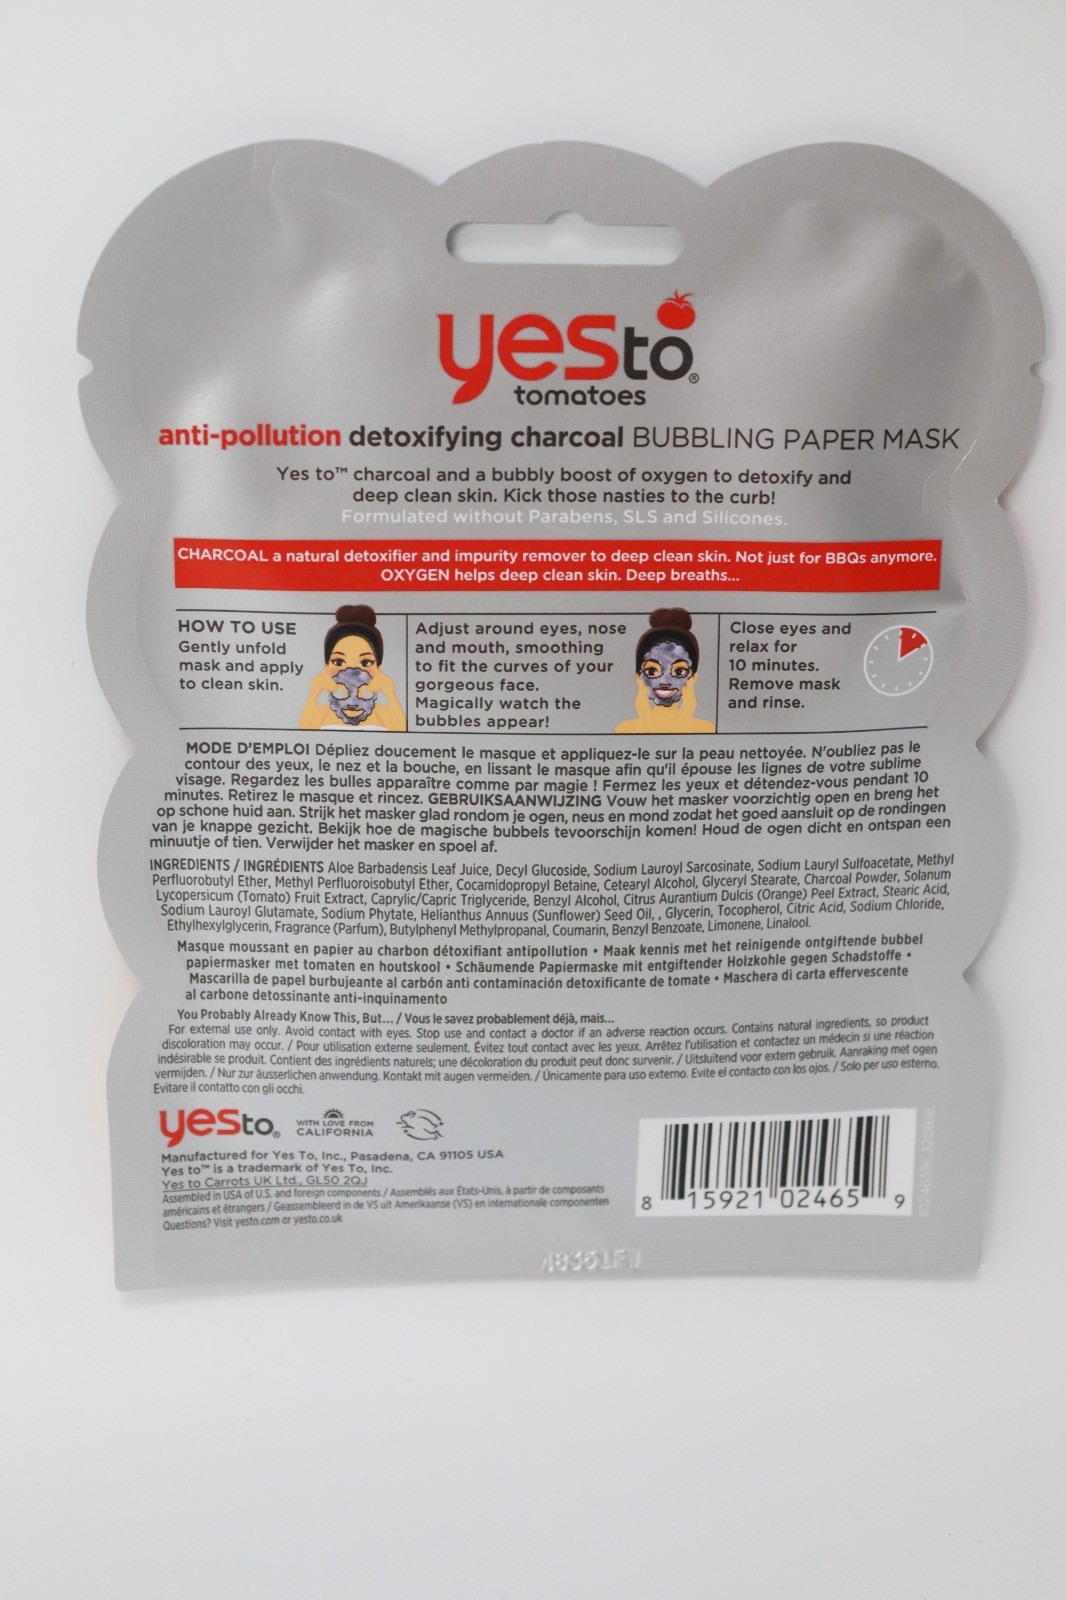 yes to®
tomatoes
anti-pollution detoxifying charcoal BUBBLING PAPER MASK
Yes to™ charcoal and a bubbly boost of oxygen to detoxify and
deep clean skin. Kick those nasties to the curb!
Formulated without Parabens, SLS and Silicones.
CHARCOAL a natural detoxifier and impurity remover to deep clean skin. Not just for BBQs anymore.
OXYGEN helps deep clean skin. Deep breaths...
HOW TO USE
Gently unfold
mask and apply
to clean skin.
Adjust around eyes, nose
and mouth, smoothing
to fit the curves of your
gorgeous face.
Magically watch the
bubbles appear!
Close eyes and
relax for
10 minutes.
Remove mask
and rinse.
MODE D'EMPLOI Dépliez doucement le masque et appliquez-le sur la peau nettoyée. N'oubliez pas le
contour des yeux, le nez et la bouche, en lissant le masque afin qu'il épouse les lignes de votre sublime
visage. Regardez les bulles apparaître comme par magie ! Fermez les yeux et détendez-vous pendant 10
minutes. Retirez le masque et rincez. GEBRUIKSAANWIJZING Vouw het masker voorzichtig open en breng het
op schone huid aan. Strijk het masker glad rondom je ogen, neus en mond zodat het goed aansluit op de rondingen
van je knappe gezicht. Bekijk hoe de magische bubbels tevoorschijn komen! Houd de ogen dicht en ontspan een
minuutje of tien. Verwijder het masker en spoel af.
INGREDIENTS / INGRÉDIENTS Aloe Barbadensis Leaf Juice, Decyl Glucoside, Sodium Lauroyl Sarcosinate, Sodium Lauryl Sulfoacetate, Methyl
Perfluorobutyl Ether, Methyl Perfluoroisobutyl Ether, Cocamidopropyl Betaine, Cetearyl Alcohol, Glyceryl Stearate, Charcoal Powder, Solanum
Lycopersicum (Tomato) Fruit Extract, Caprylic/Capric Triglyceride, Benzyl Alcohol, Citrus Aurantium Dulcis (Orange) Peel Extract, Stearic Acid,
Sodium Lauroyl Glutamate, Sodium Phytate, Helianthus Annuus (Sunflower) Seed Oil, , Glycerin, Tocopherol, Citric Acid, Sodium Chloride,
Ethylhexylglycerin, Fragrance (Parfum), Butylphenyl Methylpropanal, Coumarin, Benzyl Benzoate, Limonene, Linalool.
Masque moussant en papier au charbon détoxifiant antipollution • Maak kennis met het reinigende ontgiftende bubbel
papiermasker met tomaten en houtskool • Schäumende Papiermaske mit entgiftender Holzkohle gegen Schadstoffe •
Mascarilla de papel burbujeante al carbón anti contaminación detoxificante de tomate • Maschera di carta effervescente
al carbone detossinante anti-inquinamento
You Probably Already Know This, But... / Vous le savez probablement déjà, mais...
For external use only. Avoid contact with eyes. Stop use and contact a doctor if an adverse reaction occurs. Contains natural ingredients, so product
discoloration may occur. / Pour utilisation externe seulement. Évitez tout contact avec les yeux. Arrêtez l'utilisation et contactez un médecin si une réaction
indésirable se produit. Contient des ingrédients naturels; une décoloration du produit peut donc survenir. / Uitsluitend voor extern gebruik. Aanraking met ogen
vermijden. / Nur zur äusserlichen anwendung. Kontakt mit augen vermeiden. / Únicamente para uso externo. Evite el contacto con los ojos. / Solo per uso esterno.
Evitare il contatto con gli occhi.
yes to®
WITH LOVE FROM
CALIFORNIA
Manufactured for Yes To, Inc., Pasadena, CA 91105 USA
Yes to™ is a trademark of Yes To, Inc.
Yes to Carrots UK Ltd., GL50 2QJ
Assembled in USA of U.S. and foreign components / Assemblés aux États-Unis, à partir de composants
américains et étrangers / Geassembleerd in de VS uit Amerikaanse (VS) en internationale componenten
Questions? Visit yesto.com or yesto.co.uk
8 15921 02465 9